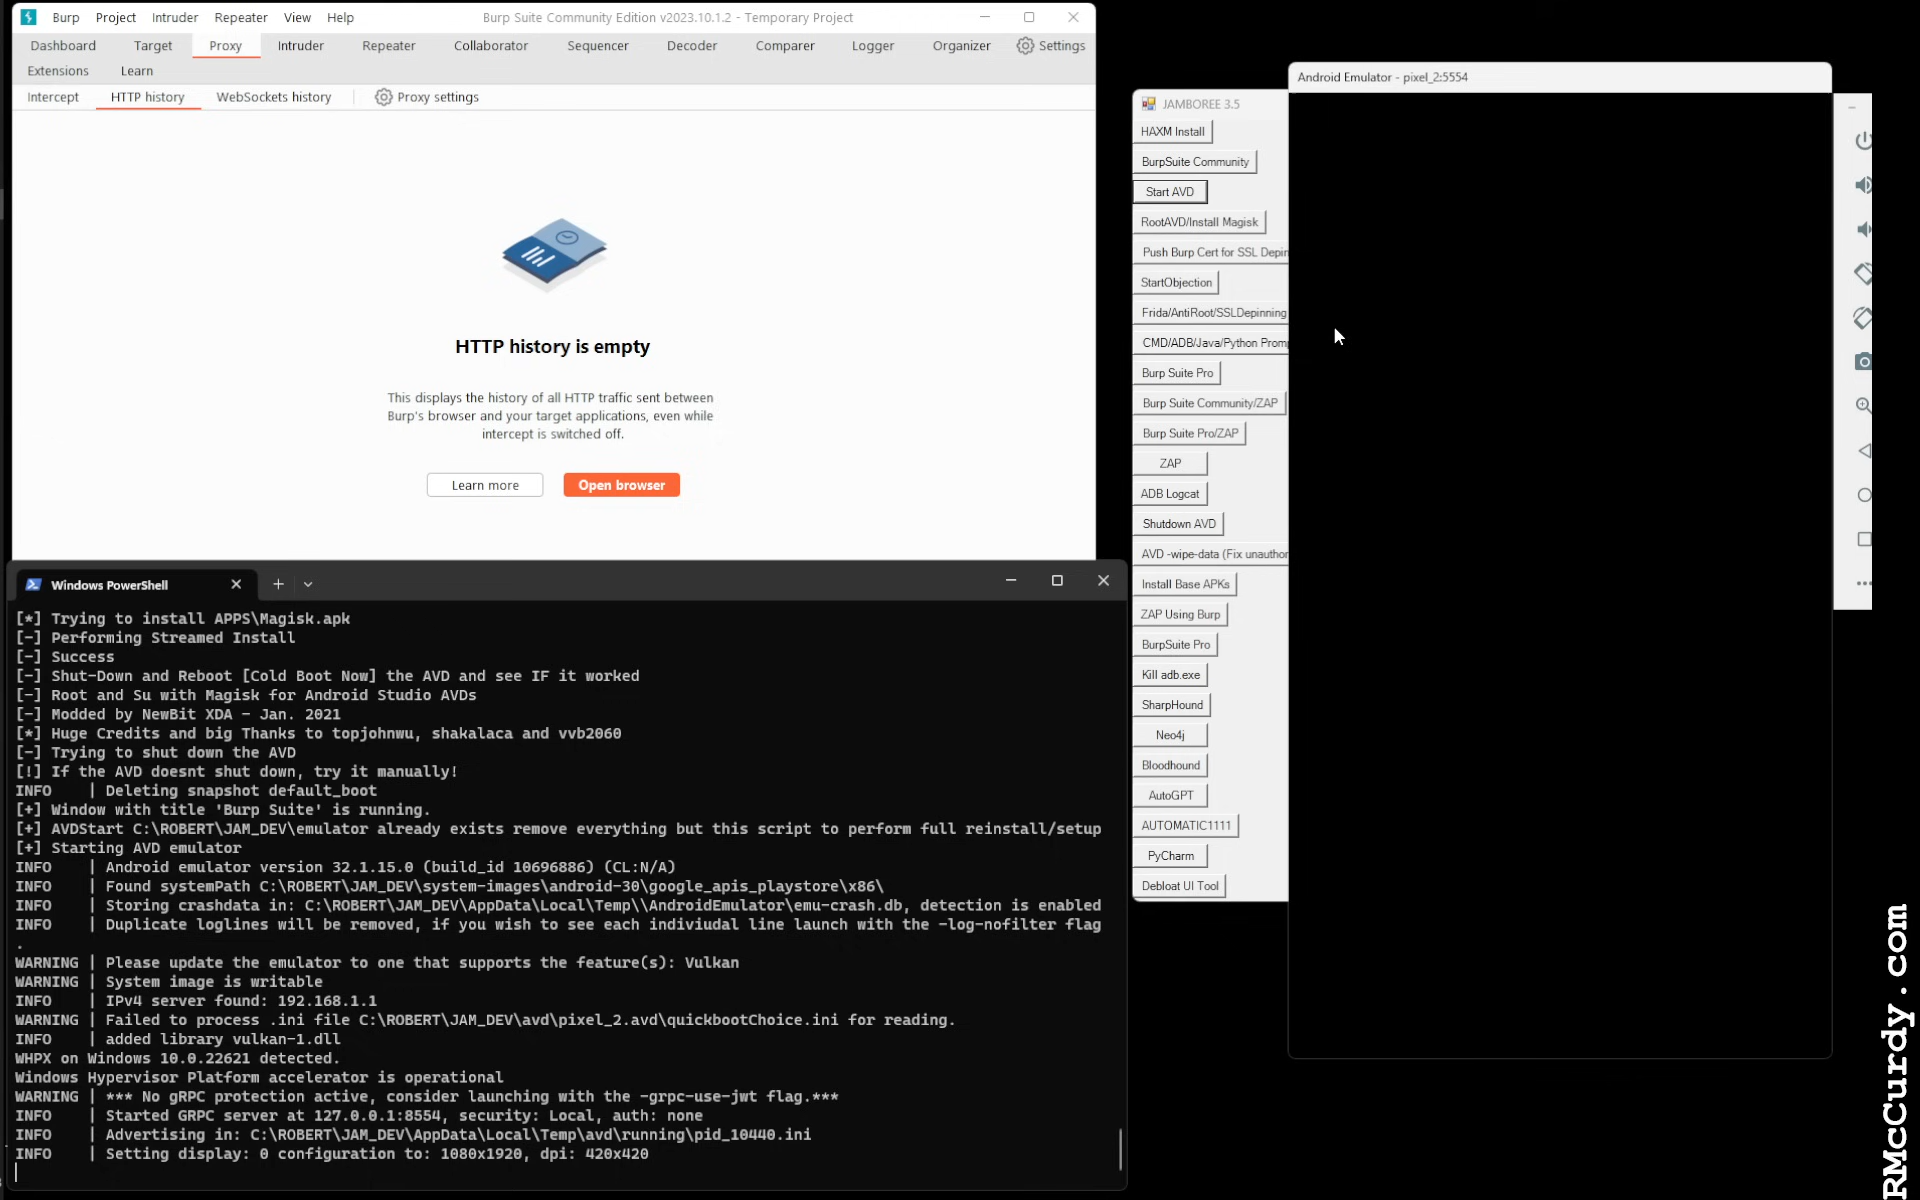 Burp Project Intruder Repeater View Help Burp Suite Community Edition v2023.10.1.2 - Temporary Project
Dashboard Target Proxy Intruder Repeater Collaborator Sequencer Decoder Comparer Logger Organizer Settings
Extensions Learn
Intercept HTTP history WebSockets history Proxy settings
HTTP history is empty
This displays the history of all HTTP traffic sent between
Burp's browser and your target applications, even while
intercept is switched off.
Learn more Open browser
Windows PowerShell
[*] Trying to install APPS\Magisk.apk
[-] Performing Streamed Install
[-] Success
[-] Shut-Down and Reboot [Cold Boot Now] the AVD and see IF it worked
[-] Root and Su with Magisk for Android Studio AVDs
[-] Modded by NewBit XDA - Jan. 2021
[*] Huge Credits and big Thanks to topjohnwu, shakalaca and vvb2060
[-] Trying to shut down the AVD
[!] If the AVD doesnt shut down, try it manually!
INFO | Deleting snapshot default_boot
[+] Window with title 'Burp Suite' is running.
[+] AVDStart C:\ROBERT\JAM_DEV\emulator already exists remove everything but this script to perform full reinstall/setup
[+] Starting AVD emulator
INFO | Android emulator version 32.1.15.0 (build_id 10696886) (CL:N/A)
INFO | Found systemPath C:\ROBERT\JAM_DEV\system-images\android-30\google_apis_playstore\x86\
INFO | Storing crashdata in: C:\ROBERT\JAM_DEV\AppData\Local\Temp\\AndroidEmulator\emu-crash.db, detection is enabled
INFO | Duplicate loglines will be removed, if you wish to see each indiviudal line launch with the -log-nofilter flag
.
WARNING | Please update the emulator to one that supports the feature(s): Vulkan
WARNING | System image is writable
INFO | IPv4 server found: 192.168.1.1
WARNING | Failed to process .ini file C:\ROBERT\JAM_DEV\avd\pixel_2.avd\quickbootChoice.ini for reading.
INFO | added library vulkan-1.dll
WHPX on Windows 10.0.22621 detected.
Windows Hypervisor Platform accelerator is operational
WARNING | *** No gRPC protection active, consider launching with the -grpc-use-jwt flag.***
INFO | Started GRPC server at 127.0.0.1:8554, security: Local, auth: none
INFO | Advertising in: C:\ROBERT\JAM_DEV\AppData\Local\Temp\avd\running\pid_10440.ini
INFO | Setting display: 0 configuration to: 1080x1920, dpi: 420x420
JAMBOREE 3.5
HAXM Install
BurpSuite Community
Start AVD
RootAVD/Install Magisk
Push Burp Cert for SSL Depin
StartObjection
Frida/AntiRoot/SSLDepinning
CMD/ADB/Java/Python Promp
Burp Suite Pro
Burp Suite Community/ZAP
Burp Suite Pro/ZAP
ZAP
ADB Logcat
Shutdown AVD
AVD -wipe-data (Fix unauthor
Install Base APKs
ZAP Using Burp
BurpSuite Pro
Kill adb.exe
SharpHound
Neo4j
Bloodhound
AutoGPT
AUTOMATIC1111
PyCharm
Debloat UI Tool
Android Emulator - pixel_2:5554
RMcCurdy.com